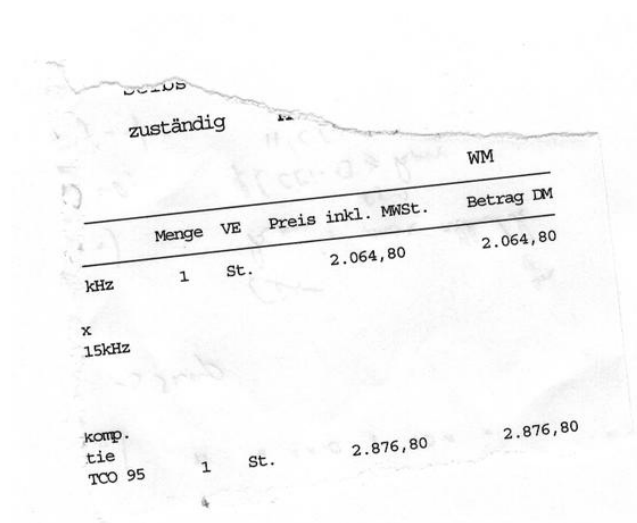 zuständig
WM
Menge VE Preis inkl. MWSt. Betrag DM
kHz 1 St. 2.064,80 2.064,80
x
15kHz
komp.
tie
TCO 95 1 St. 2.876,80 2.876,80